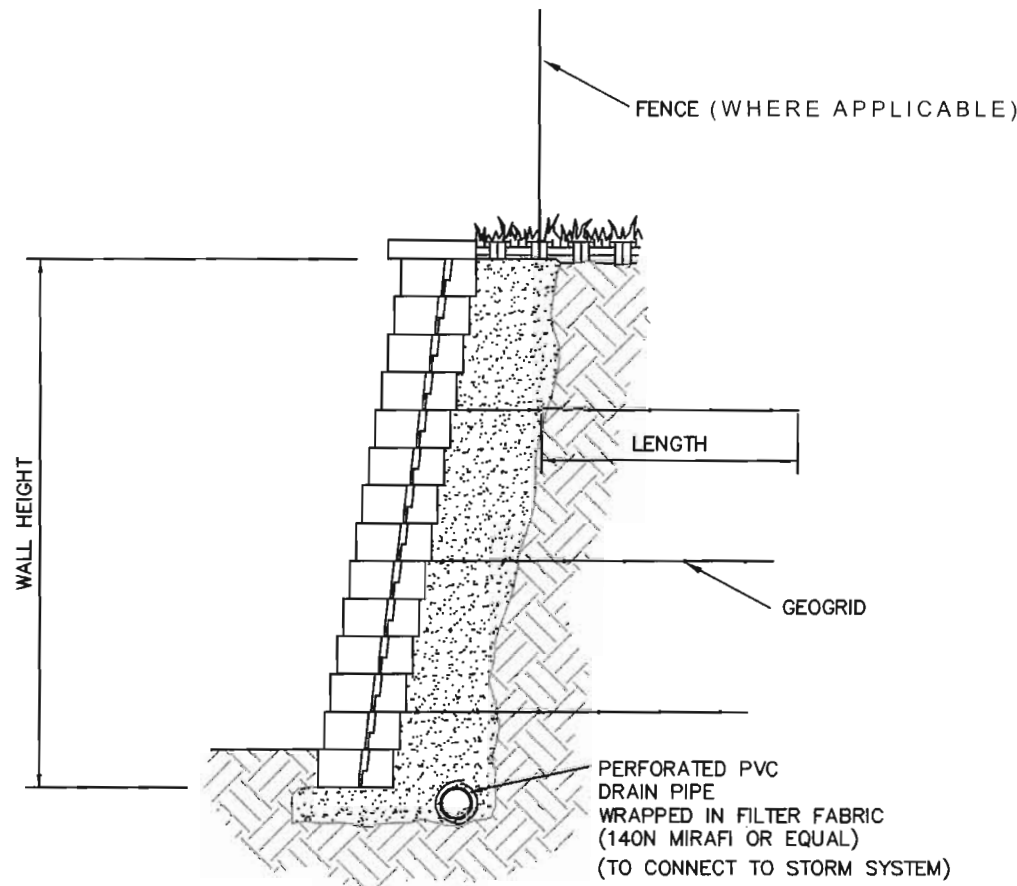 FENCE (WHERE APPLICABLE)
WALL HEIGHT
LENGTH
GEOGRID
PERFORATED PVC
DRAIN PIPE
WRAPPED IN FILTER FABRIC
(140N MIRAFI OR EQUAL)
(TO CONNECT TO STORM SYSTEM)